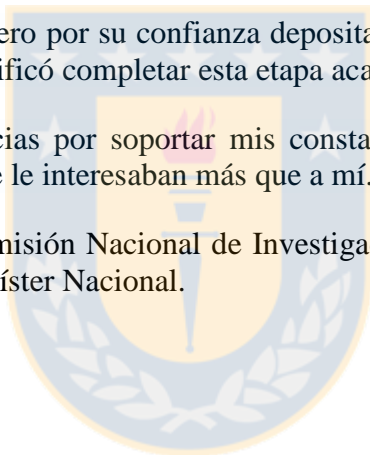 ero por su confianza deposita
ificó completar esta etapa aca
cias por soportar mis consta
e le interesaban más que a mí.
misión Nacional de Investiga
íster Nacional.